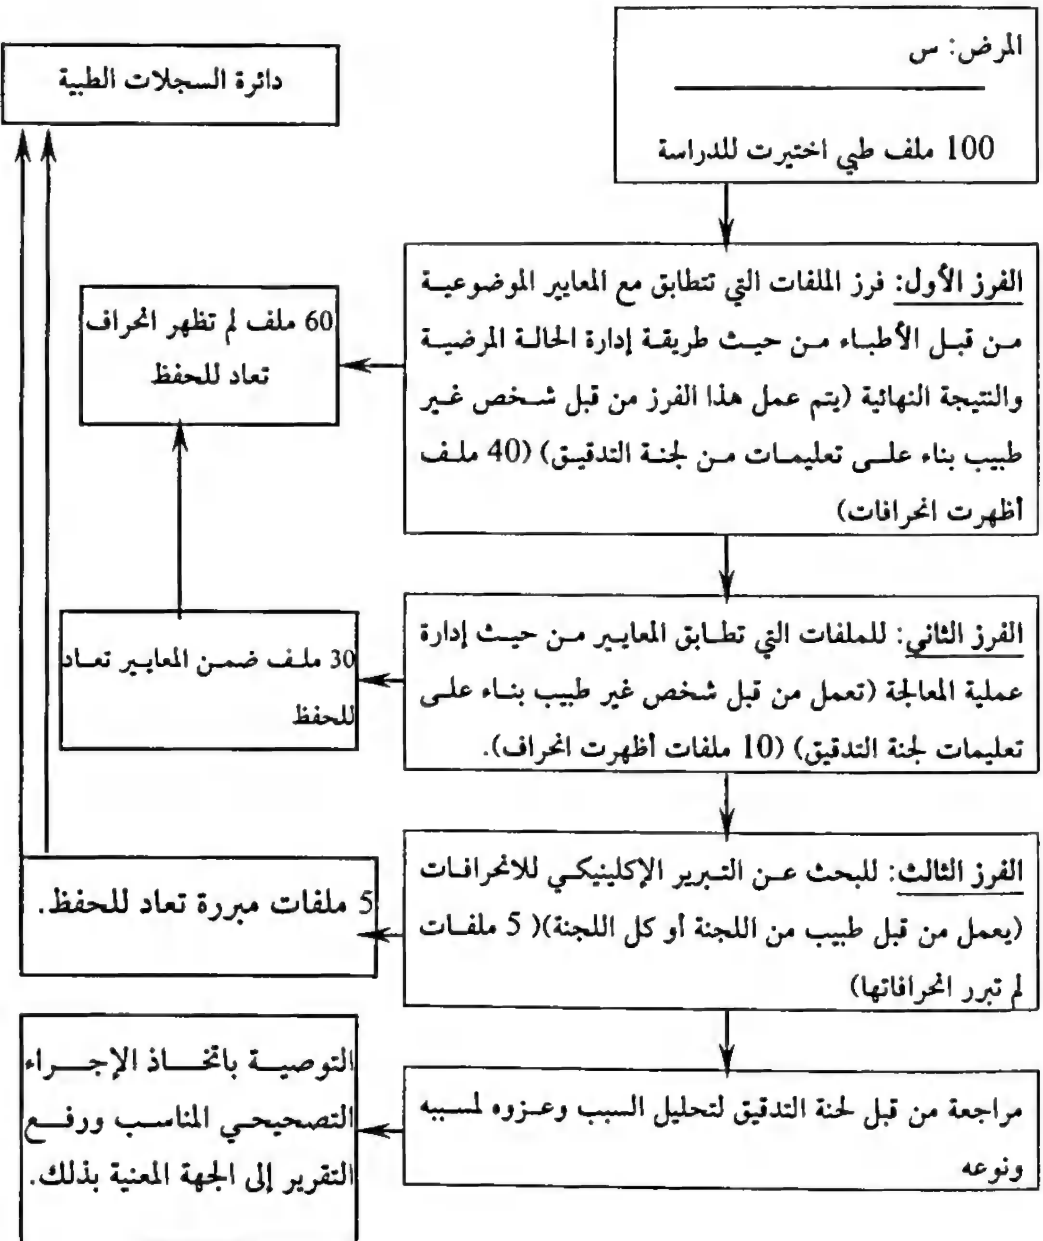 المرض: س
100 ملف طبي اختيرت للدراسة
دائرة السجلات الطبية
الفرز الأول: فرز الملفات التي تتطابق مع المعايير الموضوعية
من قبل الأطباء من حيث طريقة إدارة الحالة المرضية
والنتيجة النهائية (يتم عمل هذا الفرز من قبل شخص غير
طبيب بناء على تعليمات من لجنة التدقيق) (40 ملف
أظهرت انحرافات)
60 ملف لم تظهر انحراف
تعاد للحفظ
الفرز الثاني: للملفات التي تطابق المعايير من حيث إدارة
عملية المعالجة (تعمل من قبل شخص غير طبيب بناء على
تعليمات لجنة التدقيق) (10 ملفات أظهرت انحراف).
30 ملف ضمن المعايير تعاد
للحفظ
الفرز الثالث: للبحث عن التبرير الإكلينيكي للانحرافات
(يعمل من قبل طبيب من اللجنة أو كل اللجنة)( 5 ملفات
لم تبرر انحرافاتها)
5 ملفات مبررة تعاد للحفظ.
مراجعة من قبل لجنة التدقيق لتحليل السبب وعزوه لمسببه
ونوعه
التوصية باتخاذ الإجراء
التصحيحي المناسب ورفع
التقرير إلى الجهة المعنية بذلك.